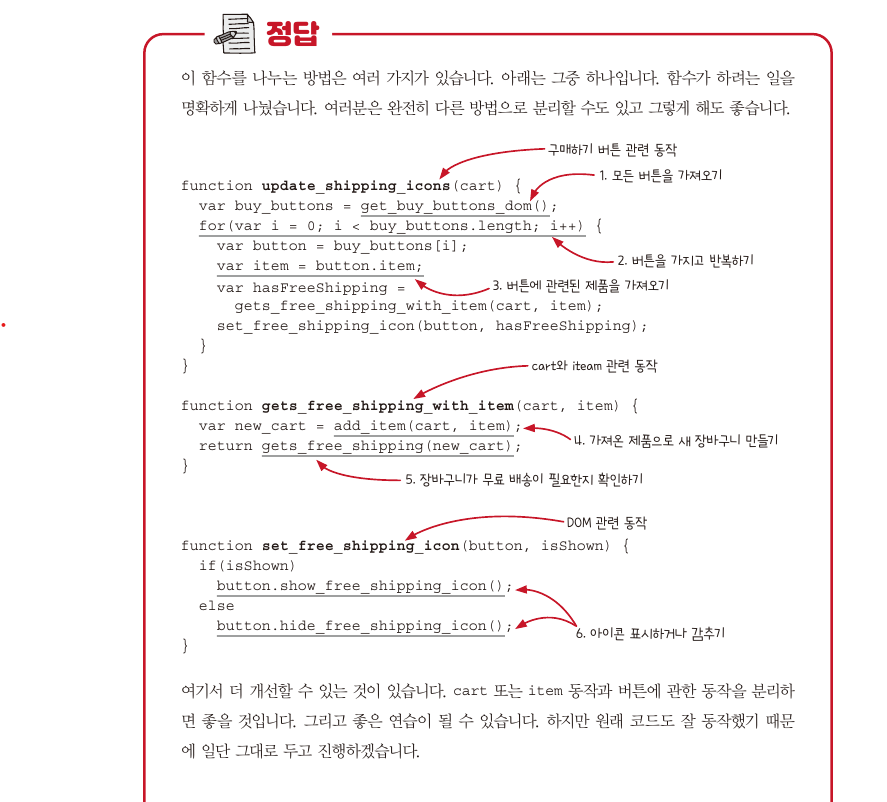 정답
이 함수를 나누는 방법은 여러 가지가 있습니다. 아래는 그중 하나입니다. 함수가 하려는 일을
명확하게 나눴습니다. 여러분은 완전히 다른 방법으로 분리할 수도 있고 그렇게 해도 좋습니다.
구매하기 버튼 관련 동작
function update_shipping_icons(cart) {
1. 모든 버튼을 가져오기
var buy_buttons = get_buy_buttons_dom();
for(var i = 0; i < buy_buttons.length; i++) {
var button = buy_buttons[i];
2. 버튼을 가지고 반복하기
var item = button.item;
var hasFreeShipping =
3. 버튼에 관련된 제품을 가져오기
gets_free_shipping_with_item(cart, item);
set_free_shipping_icon(button, hasFreeShipping);
}
}
cart와 iteam 관련 동작
function gets_free_shipping_with_item(cart, item) {
var new_cart = add_item(cart, item);
4. 가져온 제품으로 새 장바구니 만들기
return gets_free_shipping(new_cart);
}
5. 장바구니가 무료 배송이 필요한지 확인하기
DOM 관련 동작
function set_free_shipping_icon(button, isShown) {
if(isShown)
button.show_free_shipping_icon();
else
button.hide_free_shipping_icon();
6. 아이콘 표시하거나 감추기
}
여기서 더 개선할 수 있는 것이 있습니다. cart 또는 item 동작과 버튼에 관한 동작을 분리하
면 좋을 것입니다. 그리고 좋은 연습이 될 수 있습니다. 하지만 원래 코드도 잘 동작했기 때문
에 일단 그대로 두고 진행하겠습니다.